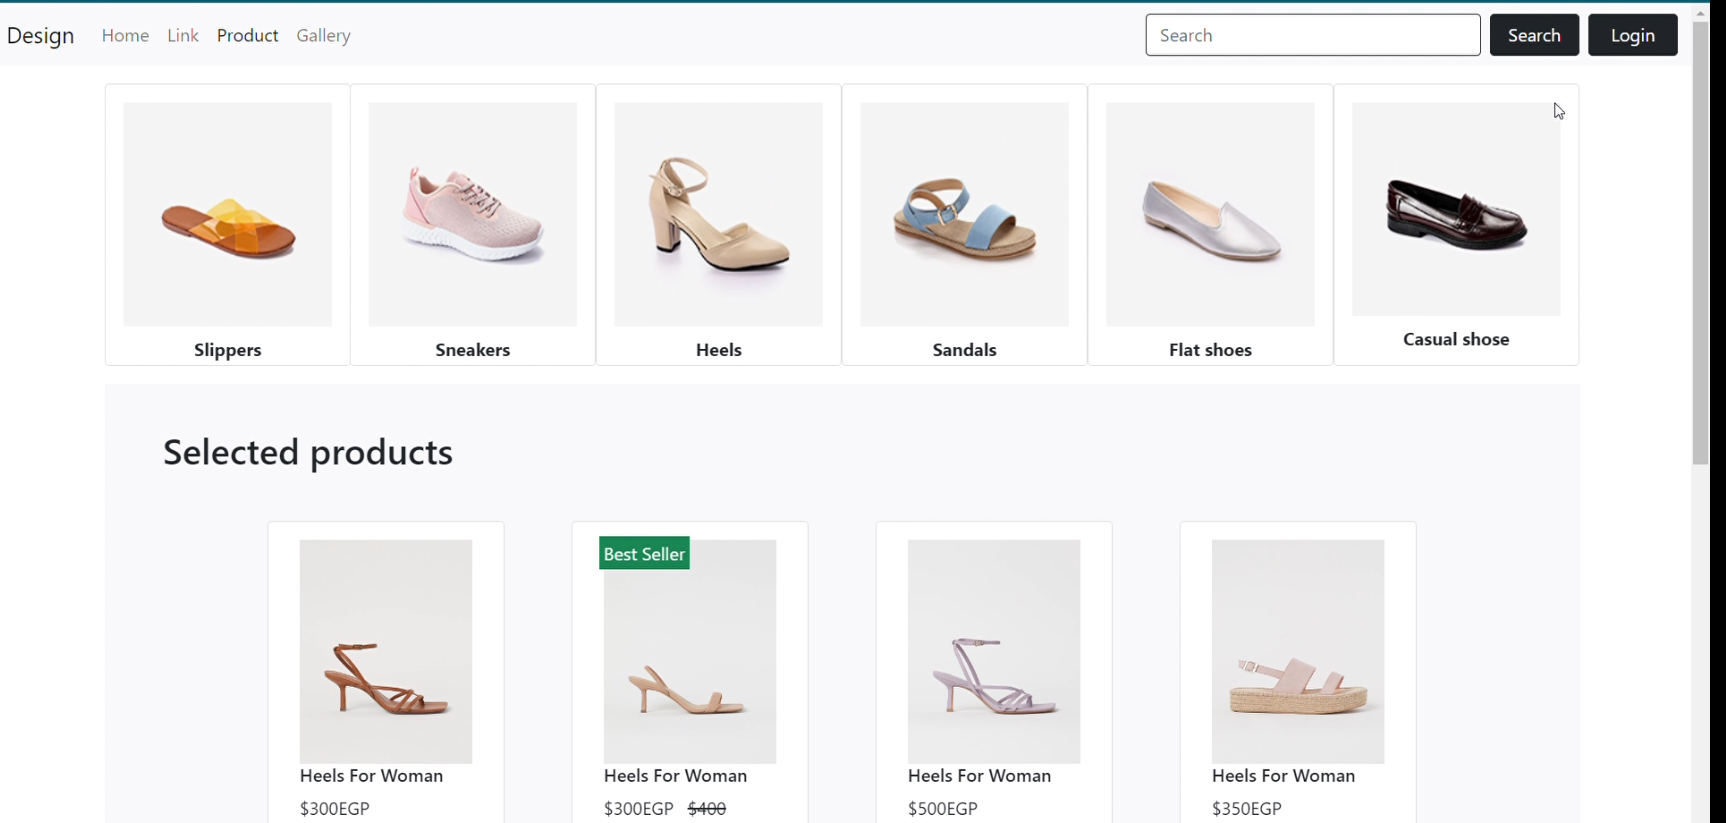 Design Home Link Product Gallery Search Search Login
Slippers Sneakers Heels Sandals Flat shoes Casual shose
Selected products
Best Seller
Heels For Woman Heels For Woman Heels For Woman Heels For Woman
$300EGP $300EGP $400 $500EGP $350EGP